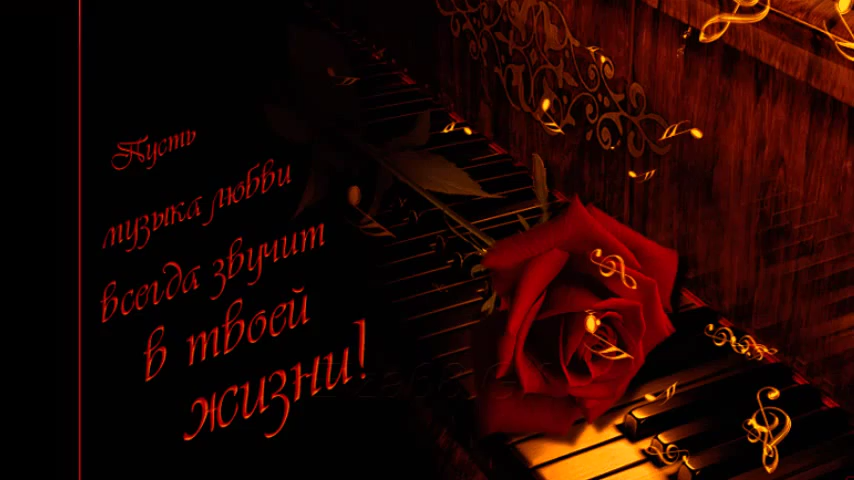 Пусть
музыка любви
всегда звучит
в твоей
жизни!